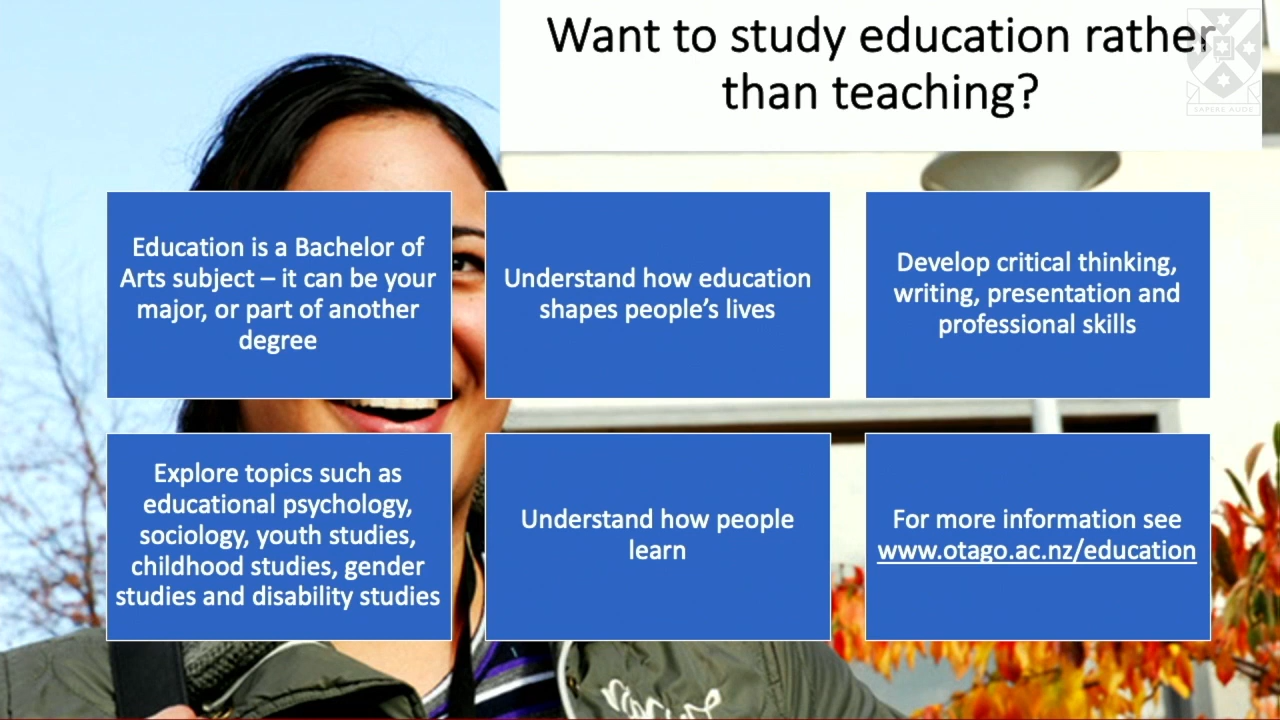 Want to study education rather
than teaching?
SAPERE AUDE
Education is a Bachelor of
Arts subject – it can be your
major, or part of another
degree
Understand how education
shapes people's lives
Develop critical thinking,
writing, presentation and
professional skills
Explore topics such as
educational psychology,
sociology, youth studies,
childhood studies, gender
studies and disability studies
Understand how people
learn
For more information see
www.otago.ac.nz/education